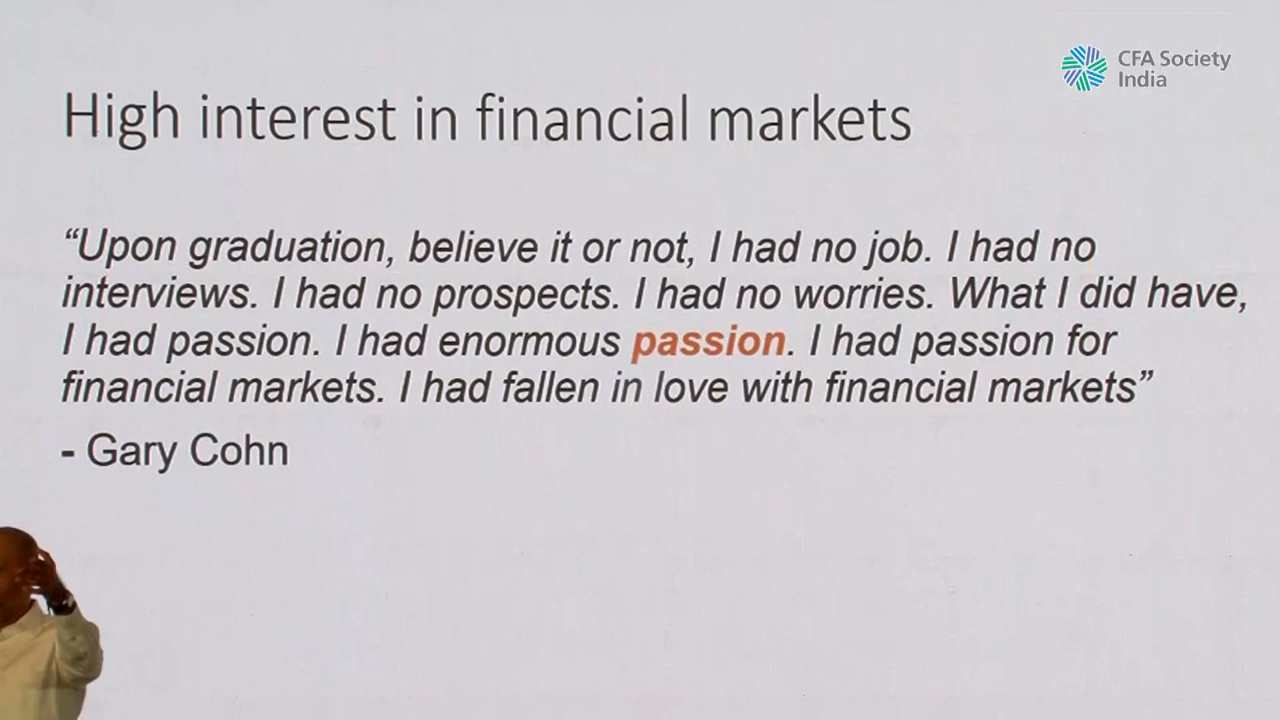 CFA Society
India
High interest in financial markets
“Upon graduation, believe it or not, I had no job. I had no
interviews. I had no prospects. I had no worries. What I did have,
I had passion. I had enormous passion. I had passion for
financial markets. I had fallen in love with financial markets”
- Gary Cohn